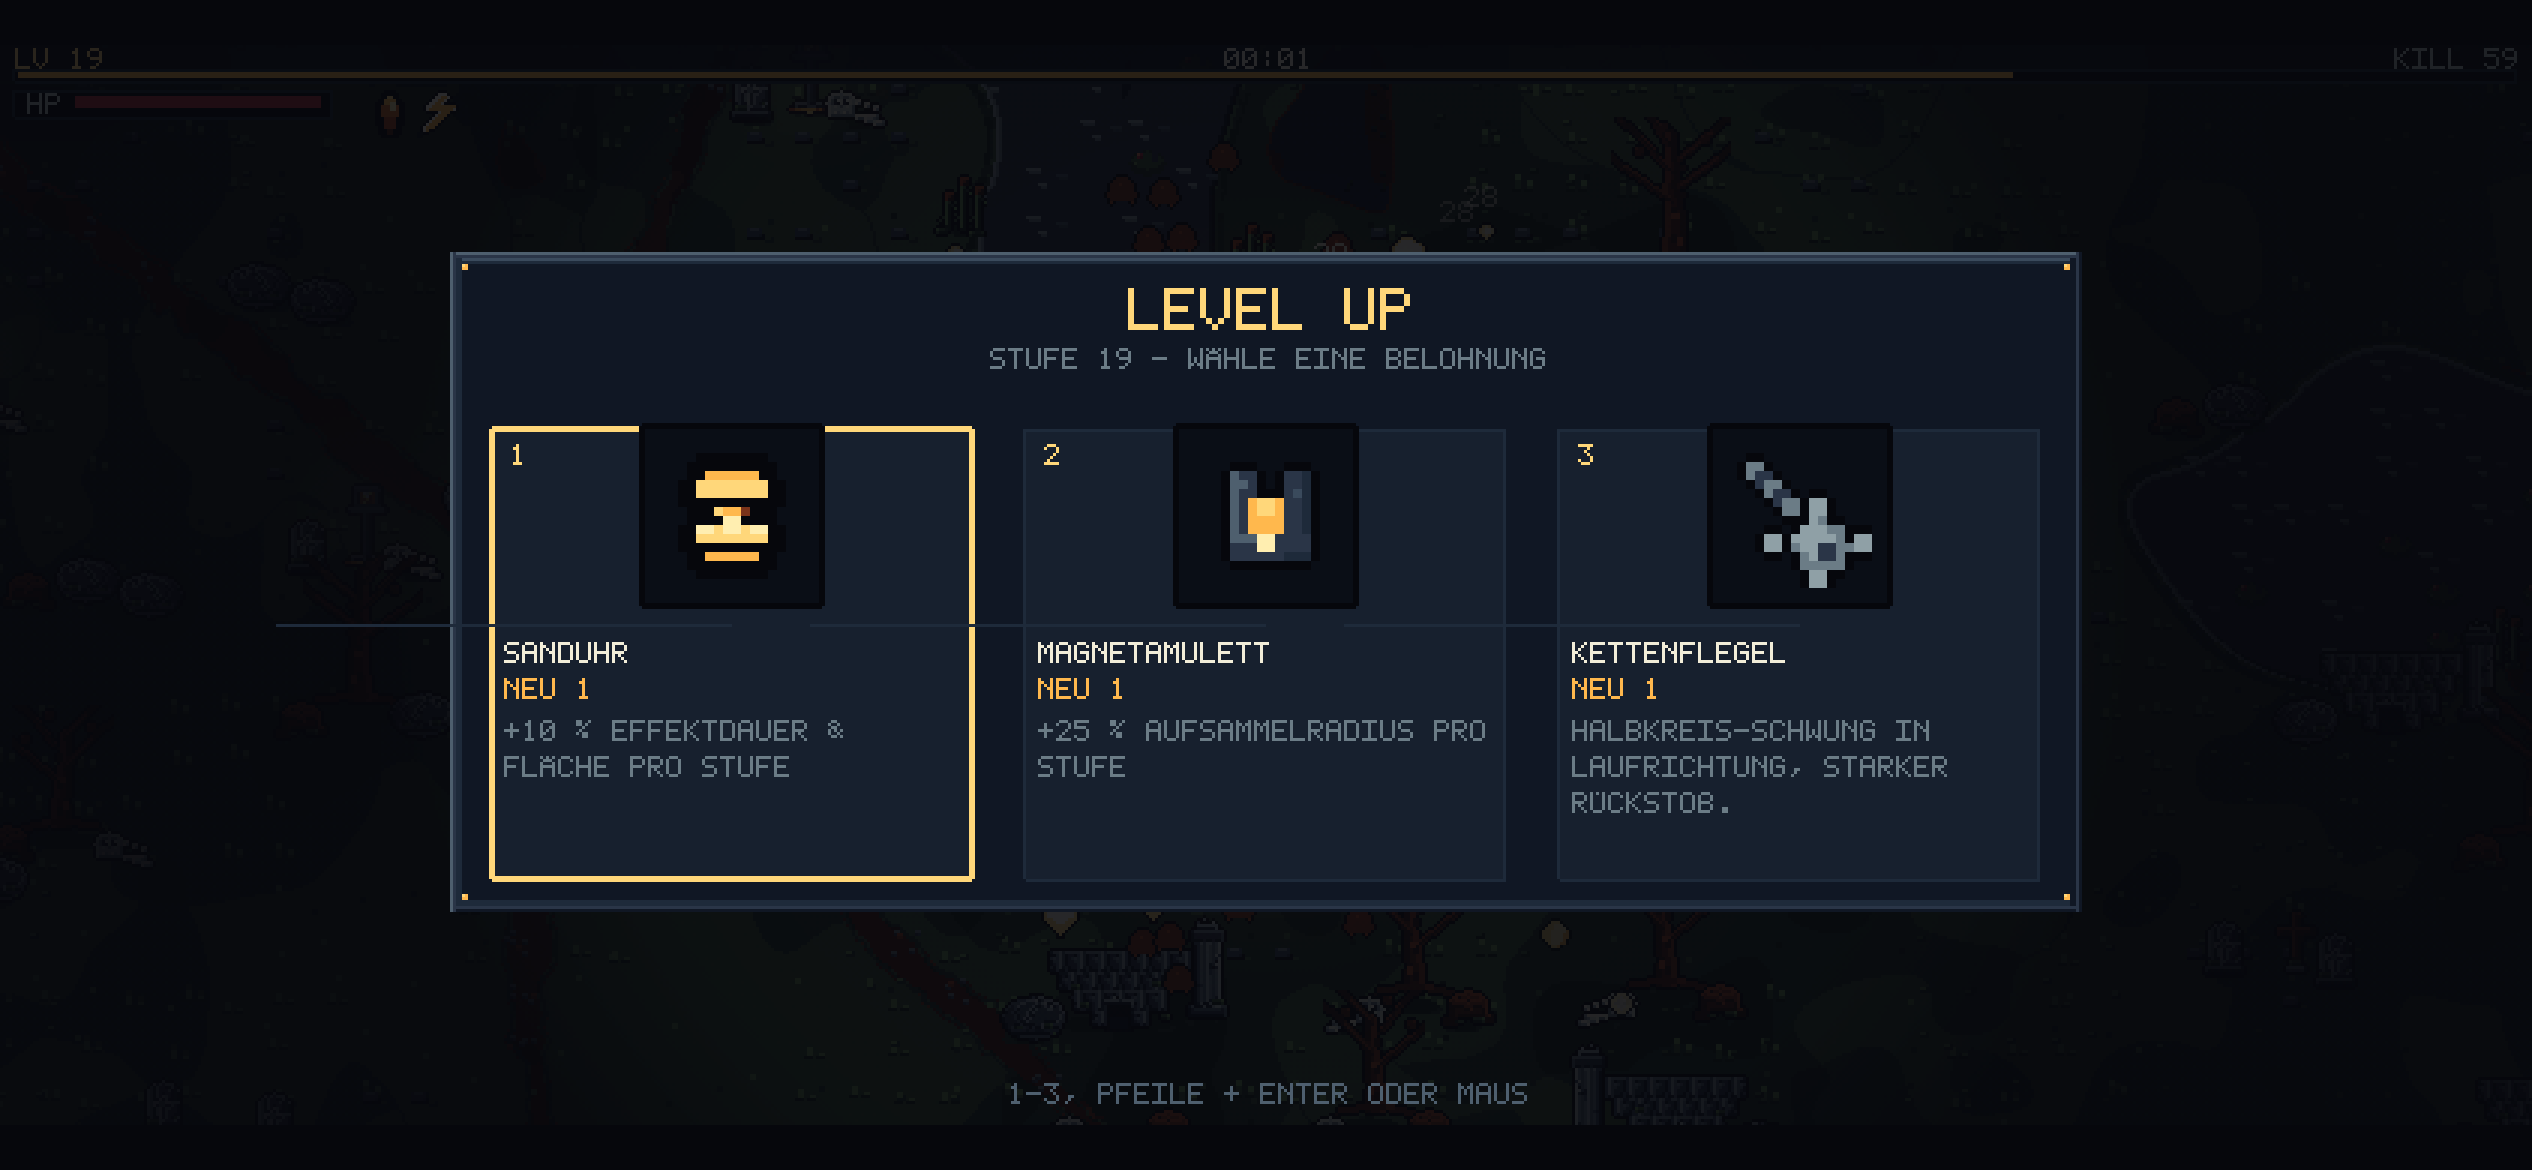 LV 19
00:01
KILL 59
HP
28
28
LEVEL UP
STUFE 19 – WÄHLE EINE BELOHNUNG
1
2
3
SANDUHR
NEU 1
+10 % EFFEKTDAUER &
FLÄCHE PRO STUFE
MAGNETAMULETT
NEU 1
+25 % AUFSAMMELRADIUS PRO
STUFE
KETTENFLEGEL
NEU 1
HALBKREIS-SCHWUNG IN
LAUFRICHTUNG, STARKER
RÜCKSTOß.
1–3, PFEILE + ENTER ODER MAUS